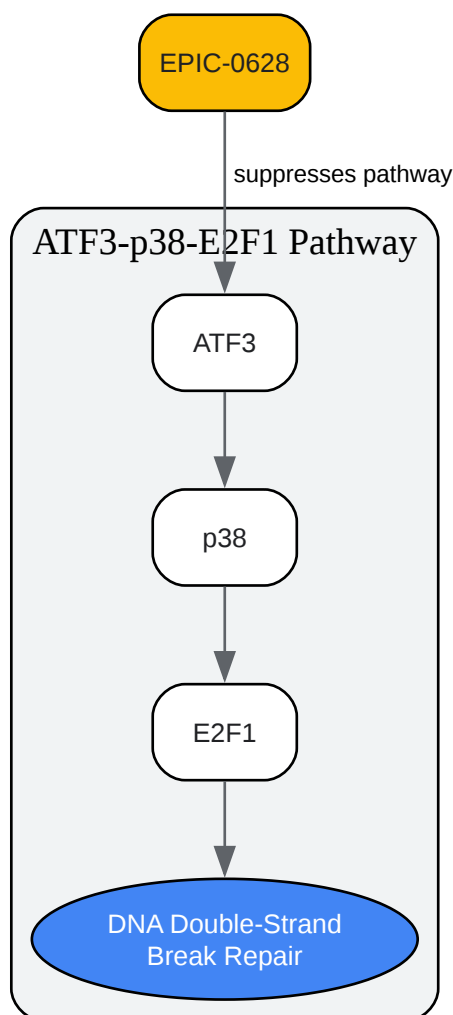 EPIC-0628
suppresses pathway
ATF3-p38-E2F1 Pathway
ATF3
p38
E2F1
DNA Double-Strand
Break Repair